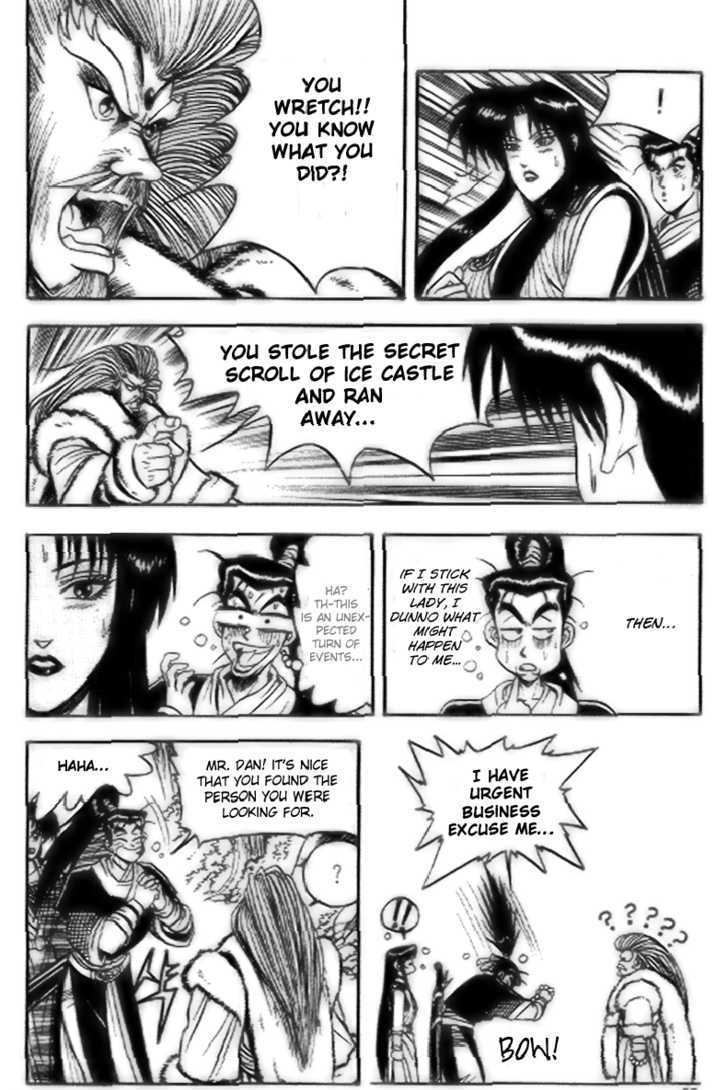 YOU
WRETCH!!
YOU KNOW
WHAT YOU
DID?!
!
YOU STOLE THE SECRET
SCROLL OF ICE CASTLE
AND RAN
AWAY...
HA?
TH-THIS
IS AN UNEX-
PECTED
TURN OF
EVENTS...
IF I STICK
WITH THIS
LADY, I
DUNNO WHAT
MIGHT
HAPPEN
TO ME...
THEN...
HAHA...
MR. DAN! IT'S NICE
THAT YOU FOUND THE
PERSON YOU WERE
LOOKING FOR.
?
싹
I HAVE
URGENT
BUSINESS
EXCUSE ME...
!!
?????
BOW!